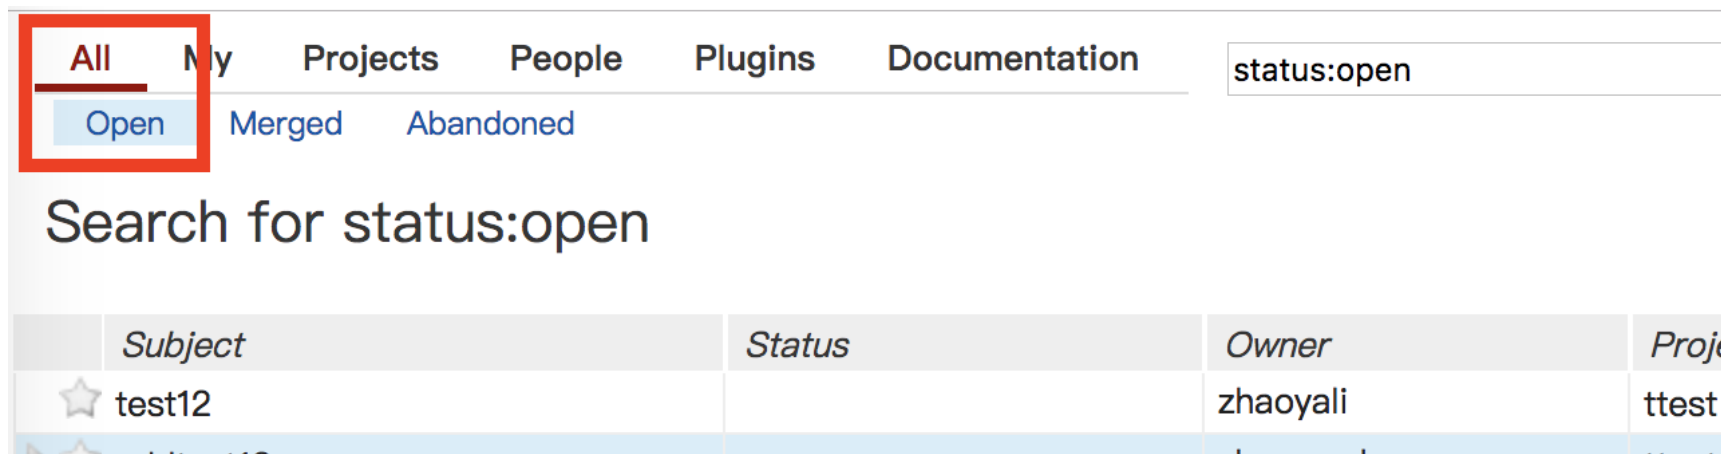 All My Projects People Plugins Documentation status:open
Open Merged Abandoned
Search for status:open
Subject Status Owner
test12 zhaoyali ttest